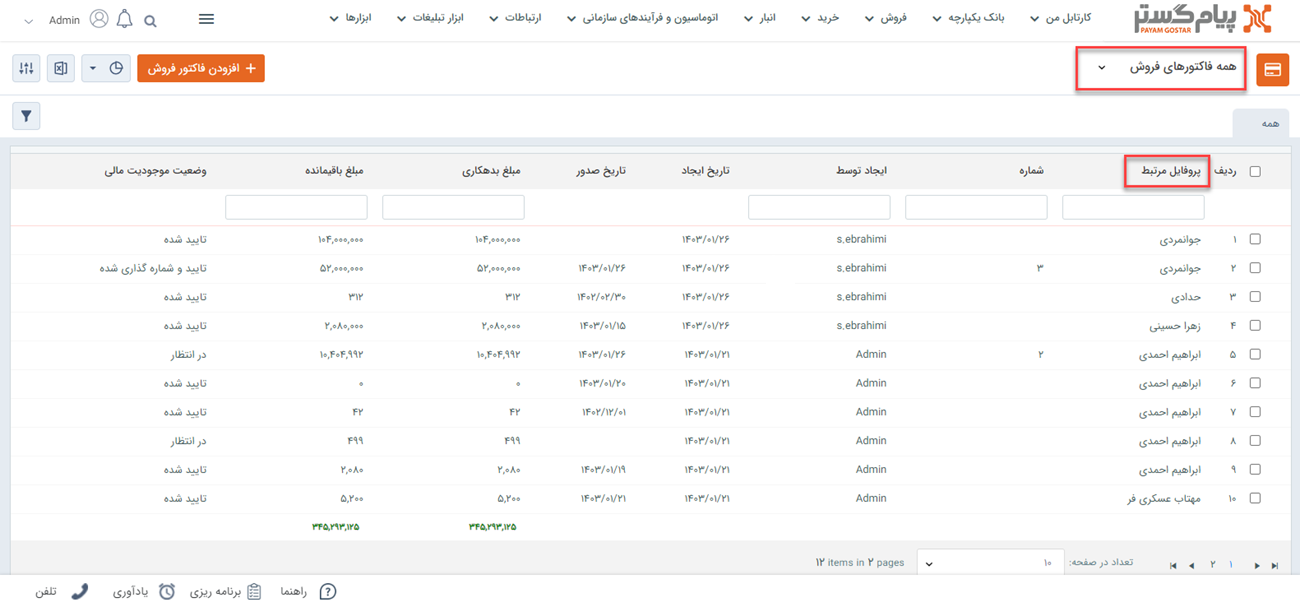 پیام گستر کارتابل من بانک یکپارچه فروش خرید انبار اتوماسیون و فرآیندهای سازمانی ارتباطات ابزار تبلیغات ابزارها Admin
PAYAM GOSTAR
همه فاکتورهای فروش + افزودن فاکتور فروش
همه
ردیف پروفایل مرتبط شماره ایجاد توسط تاریخ ایجاد تاریخ صدور مبلغ بدهکاری مبلغ باقیمانده وضعیت موجودیت مالی
۱ جوانمردی s.ebrahimi ۱۴۰۳/۰۱/۲۶ ۱۰۴,۰۰۰,۰۰۰ ۱۰۴,۰۰۰,۰۰۰ تایید شده
۲ جوانمردی ۳ s.ebrahimi ۱۴۰۳/۰۱/۲۶ ۱۴۰۳/۰۱/۲۶ ۵۲,۰۰۰,۰۰۰ ۵۲,۰۰۰,۰۰۰ تایید و شماره گذاری شده
۳ حدادی s.ebrahimi ۱۴۰۳/۰۱/۲۶ ۱۴۰۲/۰۲/۳۰ ۳۱۲ ۳۱۲ تایید شده
۴ زهرا حسینی s.ebrahimi ۱۴۰۳/۰۱/۲۶ ۱۴۰۳/۰۱/۱۵ ۲,۰۸۰,۰۰۰ ۲,۰۸۰,۰۰۰ تایید شده
۵ ابراهیم احمدی ۲ Admin ۱۴۰۳/۰۱/۲۱ ۱۴۰۳/۰۱/۲۶ ۱۰,۴۰۴,۹۹۲ ۱۰,۴۰۴,۹۹۲ در انتظار
۶ ابراهیم احمدی Admin ۱۴۰۳/۰۱/۲۱ ۱۴۰۳/۰۱/۲۰ ۰ ۰ تایید شده
۷ ابراهیم احمدی Admin ۱۴۰۳/۰۱/۲۱ ۱۴۰۲/۱۲/۰۱ ۴۲ ۴۲ تایید شده
۸ ابراهیم احمدی Admin ۱۴۰۳/۰۱/۲۱ ۴۹۹ ۴۹۹ در انتظار
۹ ابراهیم احمدی Admin ۱۴۰۳/۰۱/۲۱ ۱۴۰۳/۰۱/۱۹ ۲,۰۸۰ ۲,۰۸۰ تایید شده
۱۰ مهتاب عسکری فر Admin ۱۴۰۳/۰۱/۲۱ ۱۴۰۳/۰۱/۲۱ ۵,۲۰۰ ۵,۲۰۰ تایید شده
۳۴۵,۲۹۳,۱۲۵ ۳۴۵,۲۹۳,۱۲۵
۱ ۲ تعداد در صفحه: ۱۰ ۱۲ items in ۲ pages
راهنما برنامه ریزی یادآوری تلفن